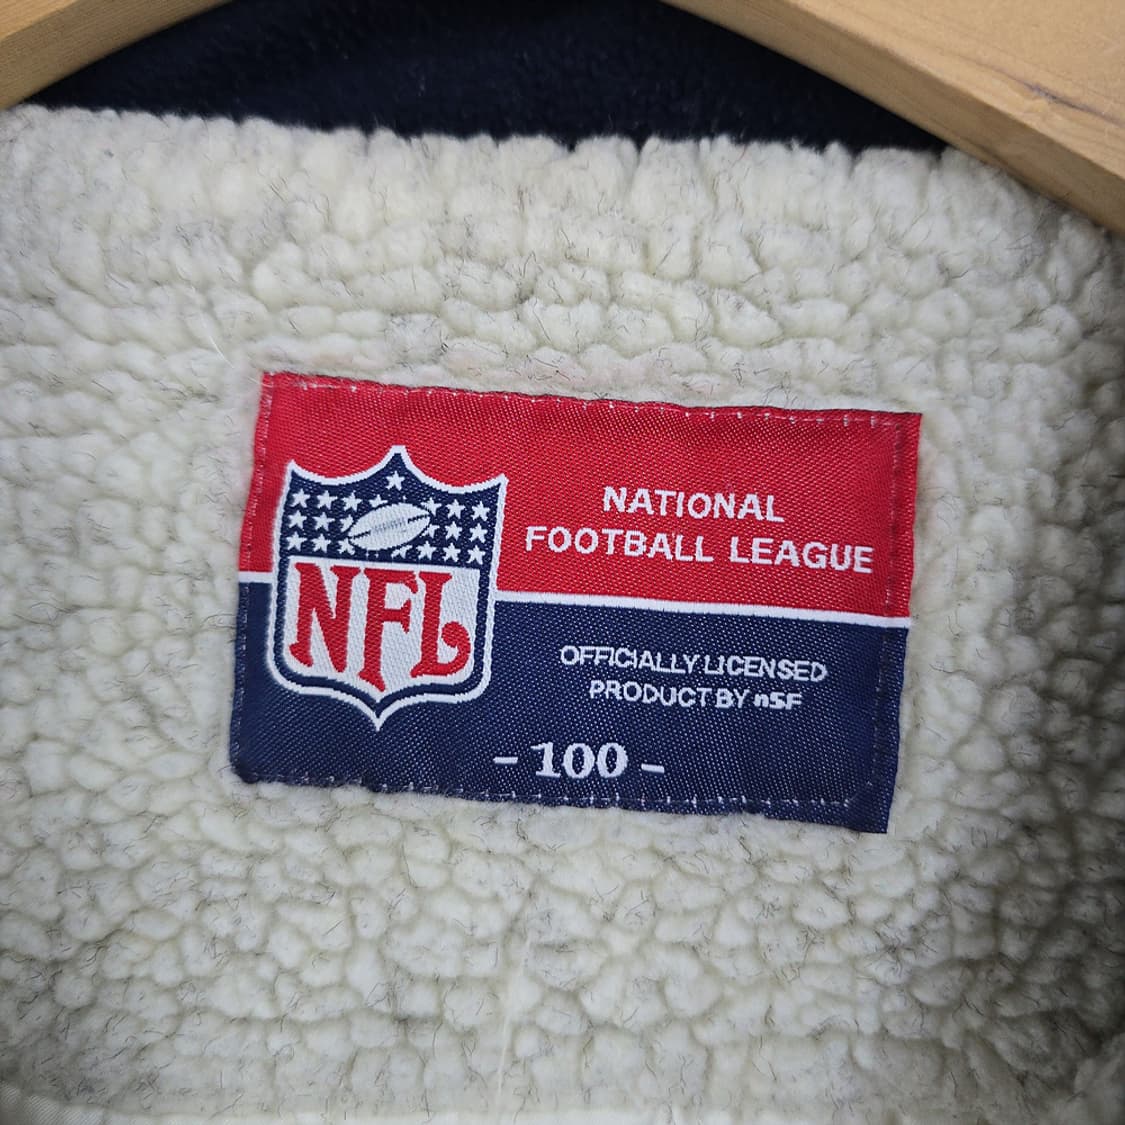 NFL
NATIONAL
FOOTBALL LEAGUE
OFFICIALLY LICENSED
PRODUCT BY nSF
- 100 -